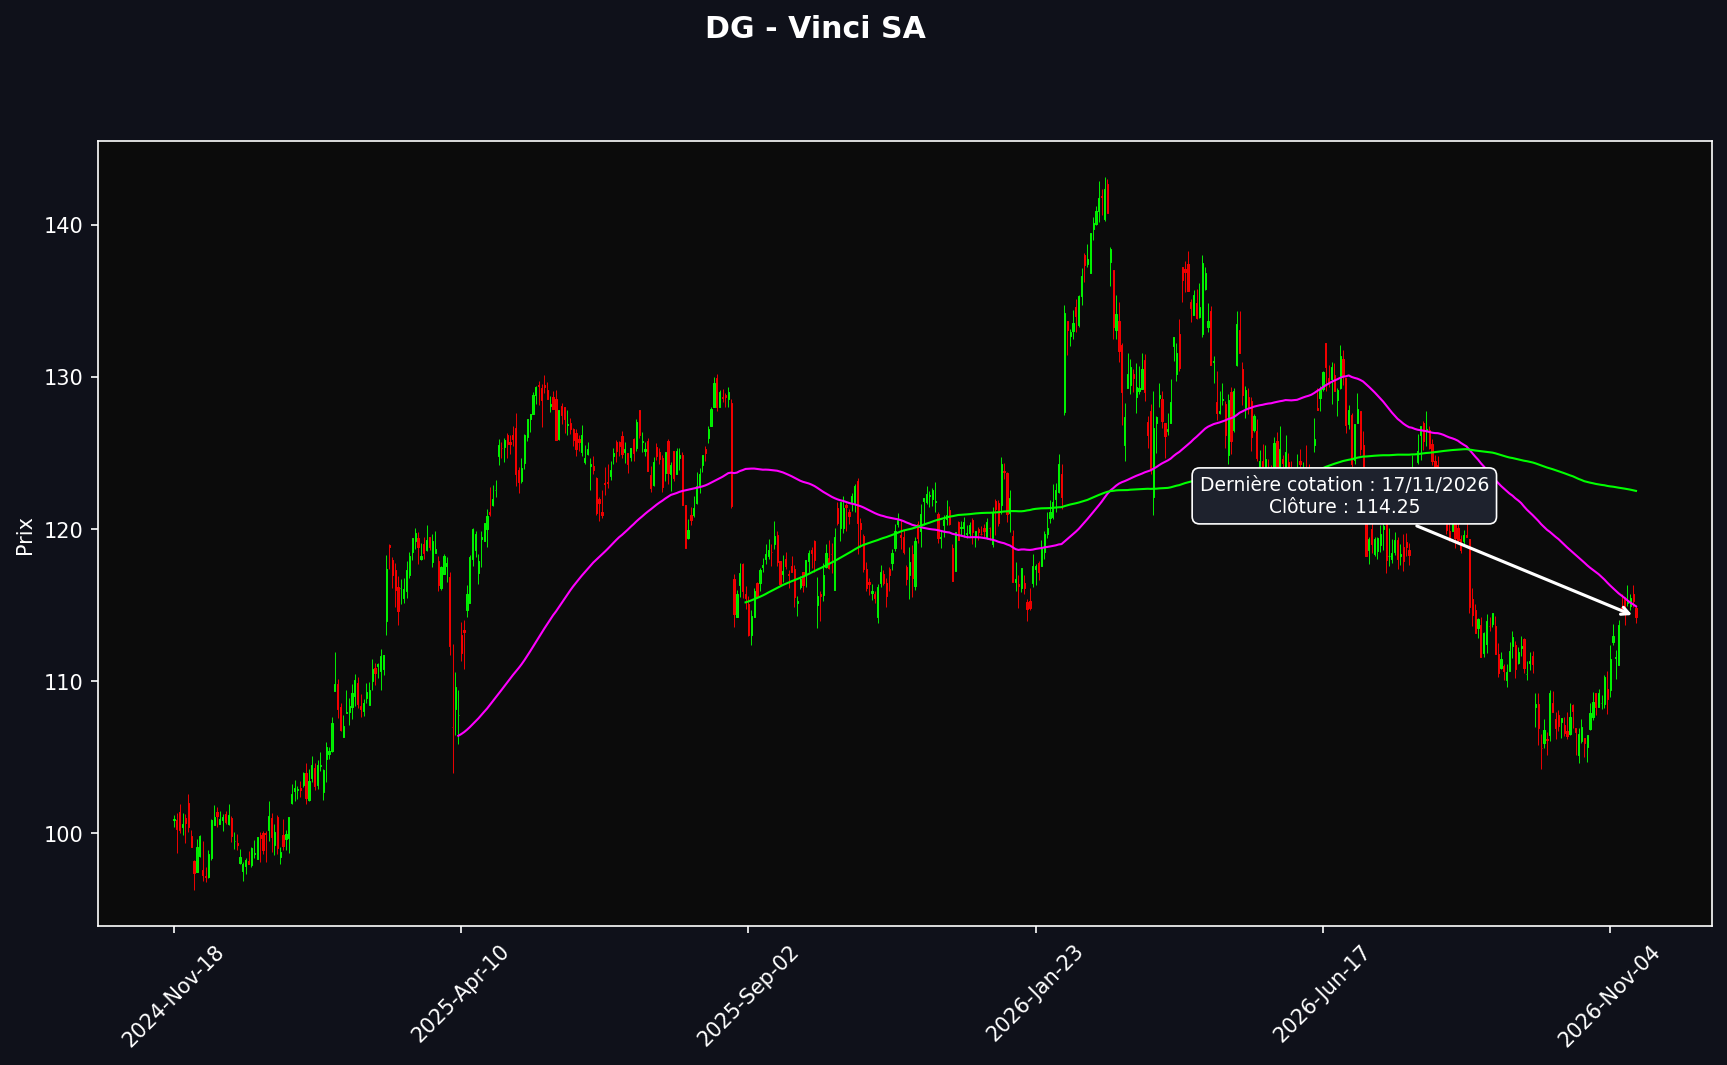 DG - Vinci SA
140
130
120
110
100
Prix
Dernière cotation : 17/11/2026
Clôture : 114.25
2024-Nov-18
2025-Apr-10
2025-Sep-02
2026-Jan-23
2026-Jun-17
2026-Nov-04